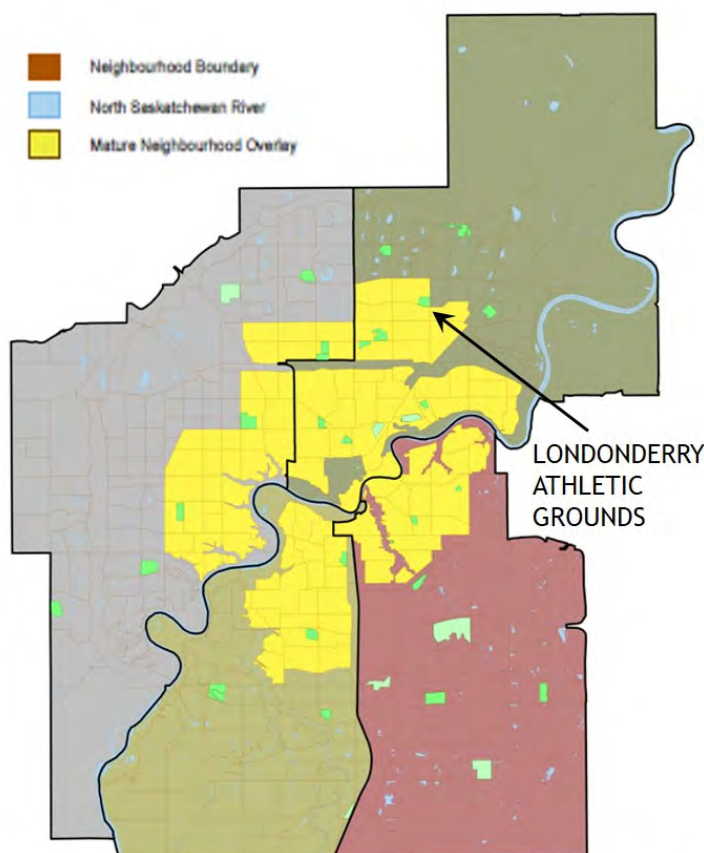 Neighbourhood Boundary
North Saskatchewan River
Mature Neighbourhood Overlay
LONDONDERRY
ATHLETIC
GROUNDS